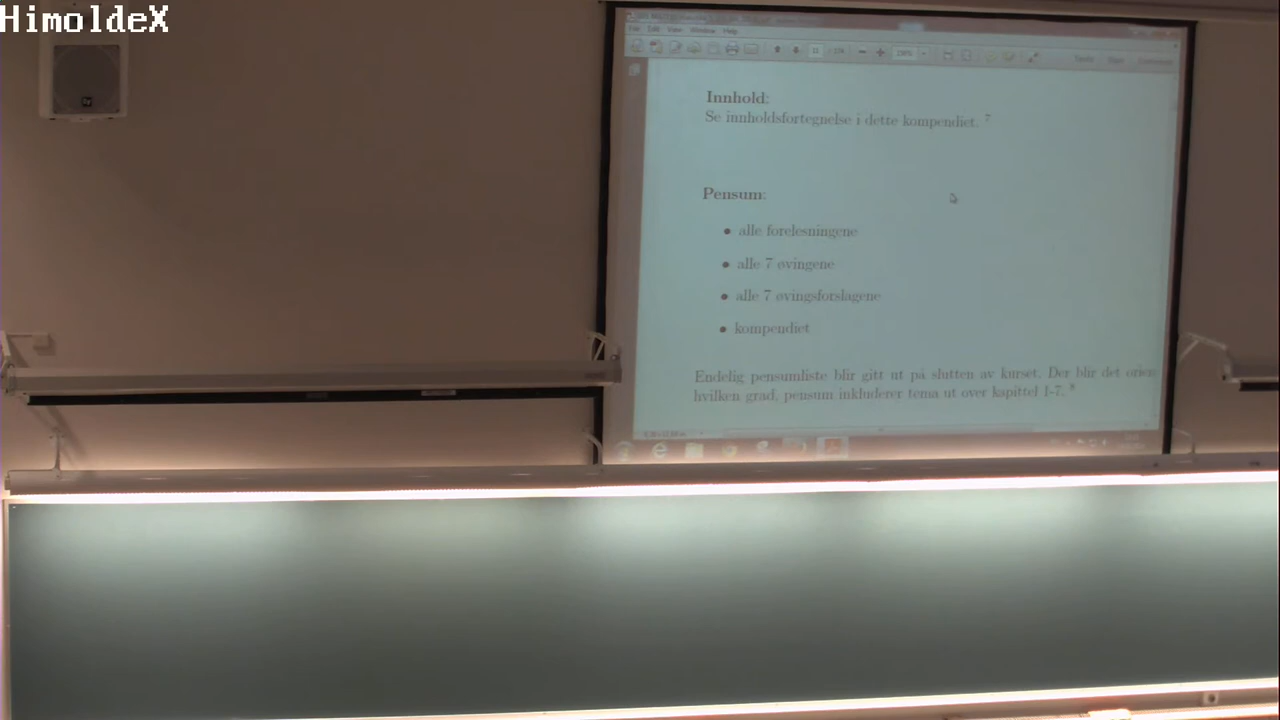 HimoldeX
Innhold:
Se innholdsfortegnelse i dette kompendiet. 7
Pensum:
• alle forelesningene
• alle 7 øvingene
• alle 7 øvingsforslagene
• kompendiet
Endelig pensumliste blir gitt ut på slutten av kurset. Der blir det
hvilken grad, pensum inkluderer tema ut over kapittel 1-7. 8